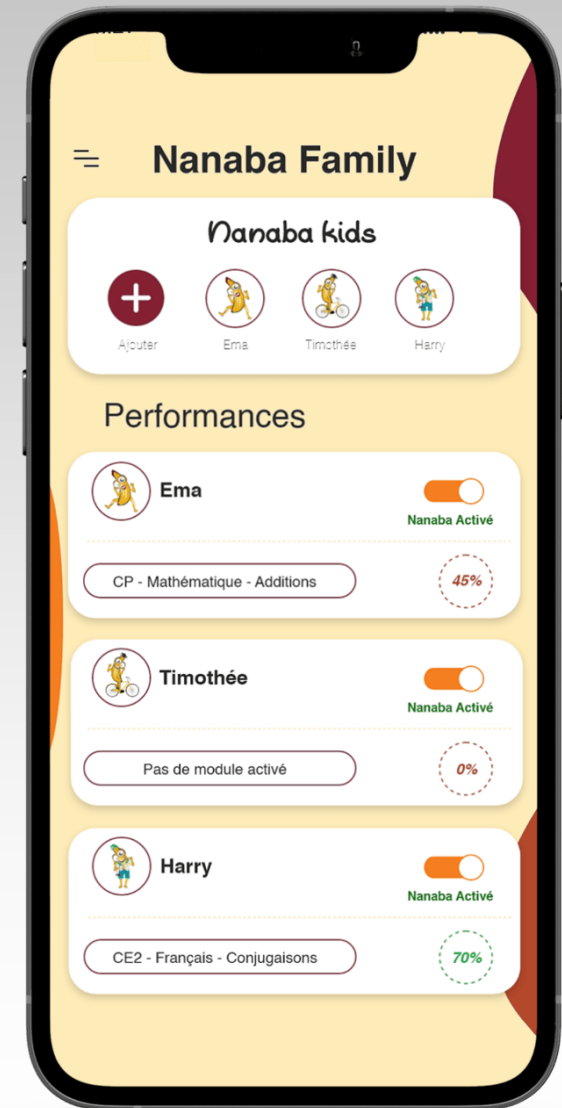 Nanaba Family
Nanaba kids
Ajouter Ema Timothée Harry
Performances
Ema
Nanaba Activé
CP - Mathématique - Additions 45%
Timothée
Nanaba Activé
Pas de module activé 0%
Harry
Nanaba Activé
CE2 - Français - Conjugaisons 70%